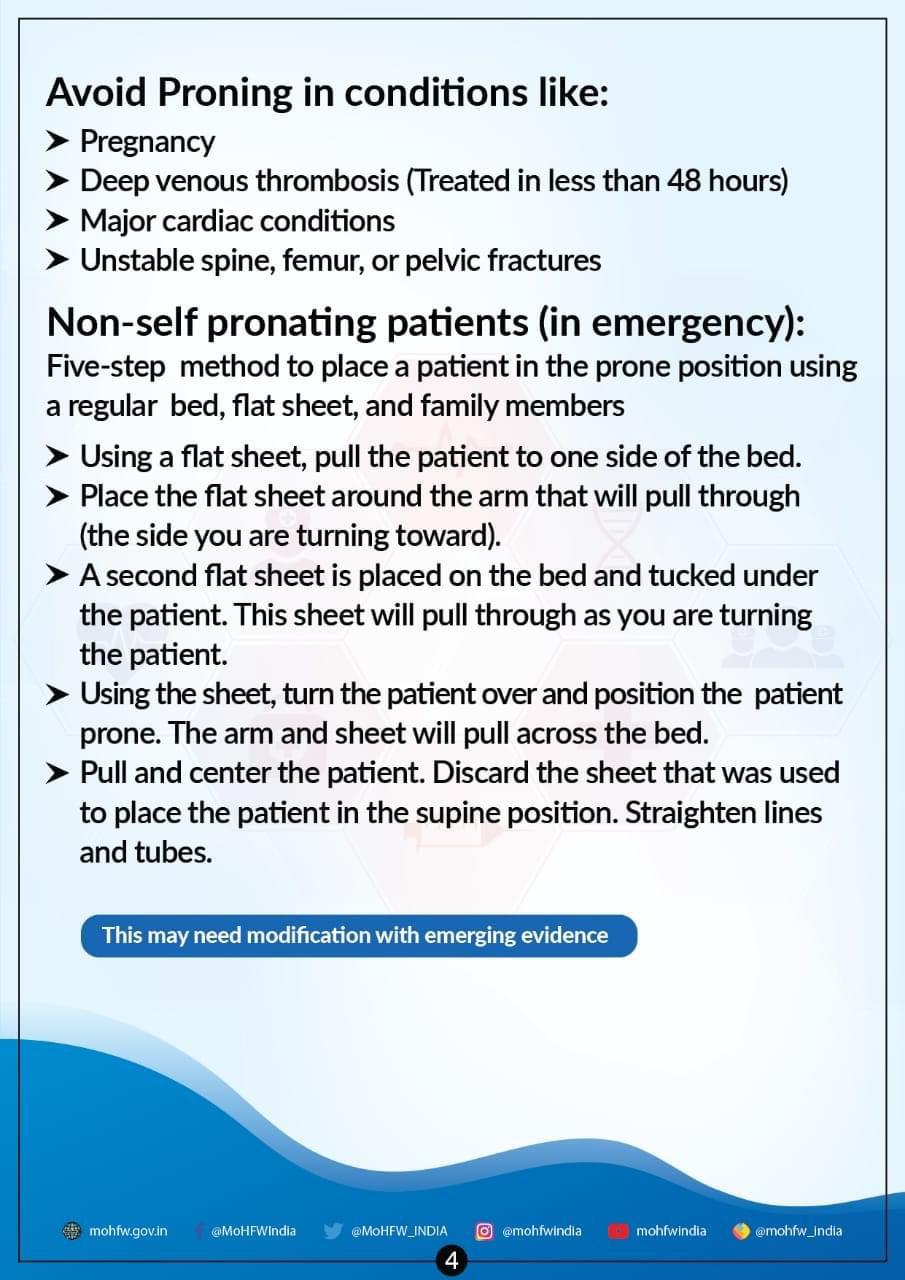 Avoid Proning in conditions like:
➤ Pregnancy
➤ Deep venous thrombosis (Treated in less than 48 hours)
➤ Major cardiac conditions
➤ Unstable spine, femur, or pelvic fractures
Non-self pronating patients (in emergency):
Five-step method to place a patient in the prone position using
a regular bed, flat sheet, and family members
➤ Using a flat sheet, pull the patient to one side of the bed.
➤ Place the flat sheet around the arm that will pull through
(the side you are turning toward).
➤ A second flat sheet is placed on the bed and tucked under
the patient. This sheet will pull through as you are turning
the patient.
➤ Using the sheet, turn the patient over and position the patient
prone. The arm and sheet will pull across the bed.
➤ Pull and center the patient. Discard the sheet that was used
to place the patient in the supine position. Straighten lines
and tubes.
This may need modification with emerging evidence
mohfw.gov.in @MoHFWIndia @MoHFW_INDIA @mohfwindia mohfwindia @mohfw_india
4